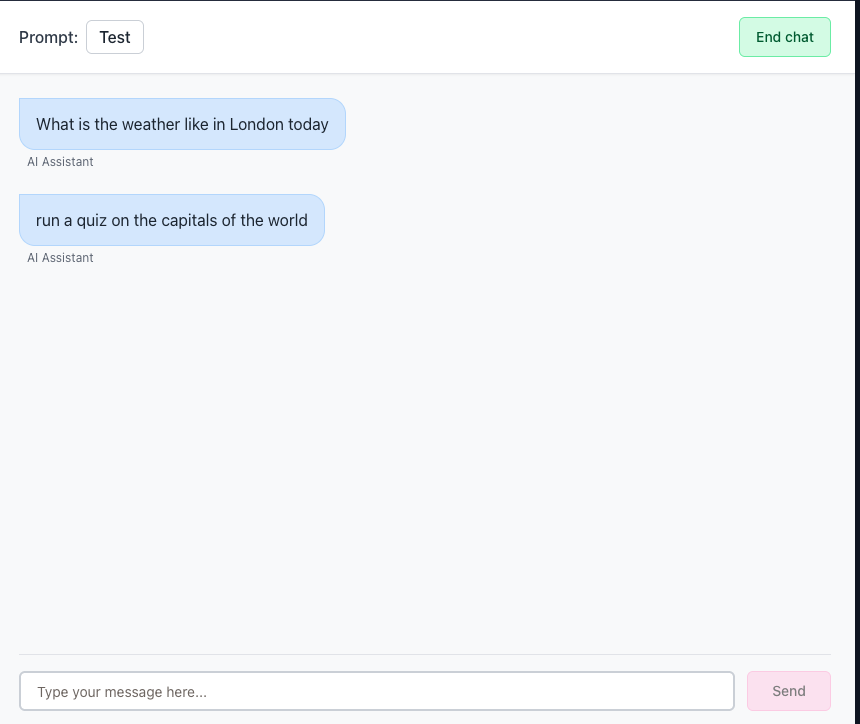 Prompt: Test
End chat
What is the weather like in London today
AI Assistant
run a quiz on the capitals of the world
AI Assistant
Type your message here...
Send